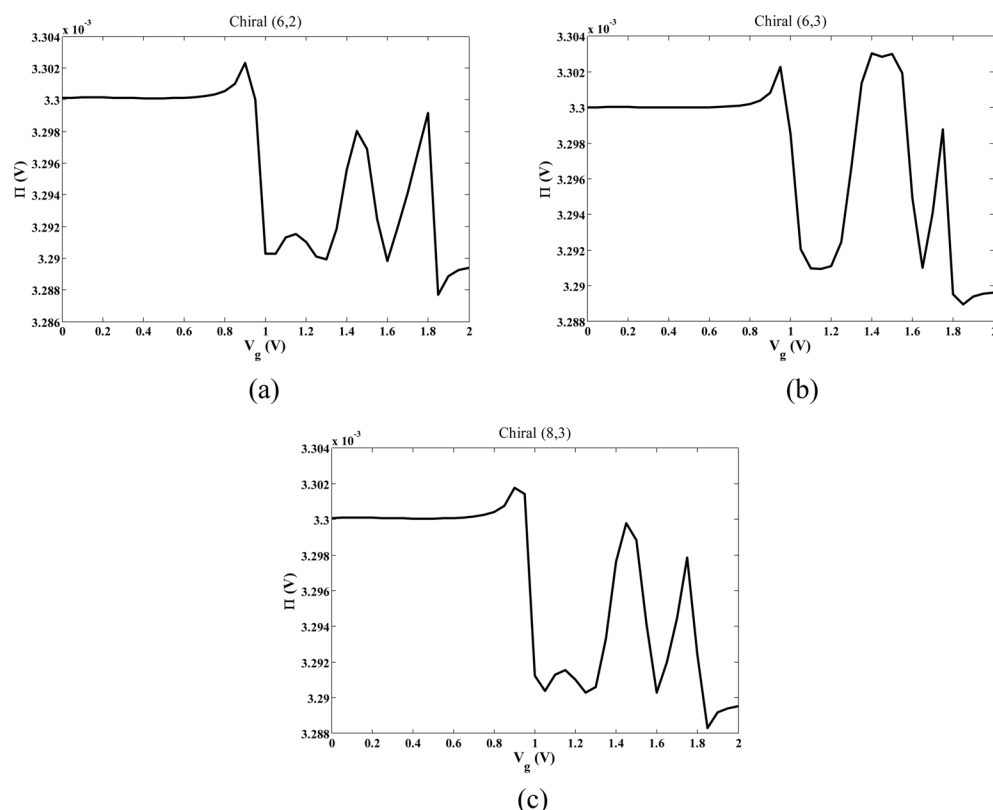 Chiral (6,2)
x 10⁻³
3.304
3.302
3.3
3.298
3.296
3.294
3.292
3.29
3.288
3.286
Π (V)
0 0.2 0.4 0.6 0.8 1 1.2 1.4 1.6 1.8 2
V_g (V)
(a)
Chiral (6,3)
x 10⁻³
3.304
3.302
3.3
3.298
3.296
3.294
3.292
3.29
3.288
Π (V)
0 0.2 0.4 0.6 0.8 1 1.2 1.4 1.6 1.8 2
V_g (V)
(b)
Chiral (8,3)
x 10⁻³
3.304
3.302
3.3
3.298
3.296
3.294
3.292
3.29
3.288
Π (V)
0 0.2 0.4 0.6 0.8 1 1.2 1.4 1.6 1.8 2
V_g (V)
(c)